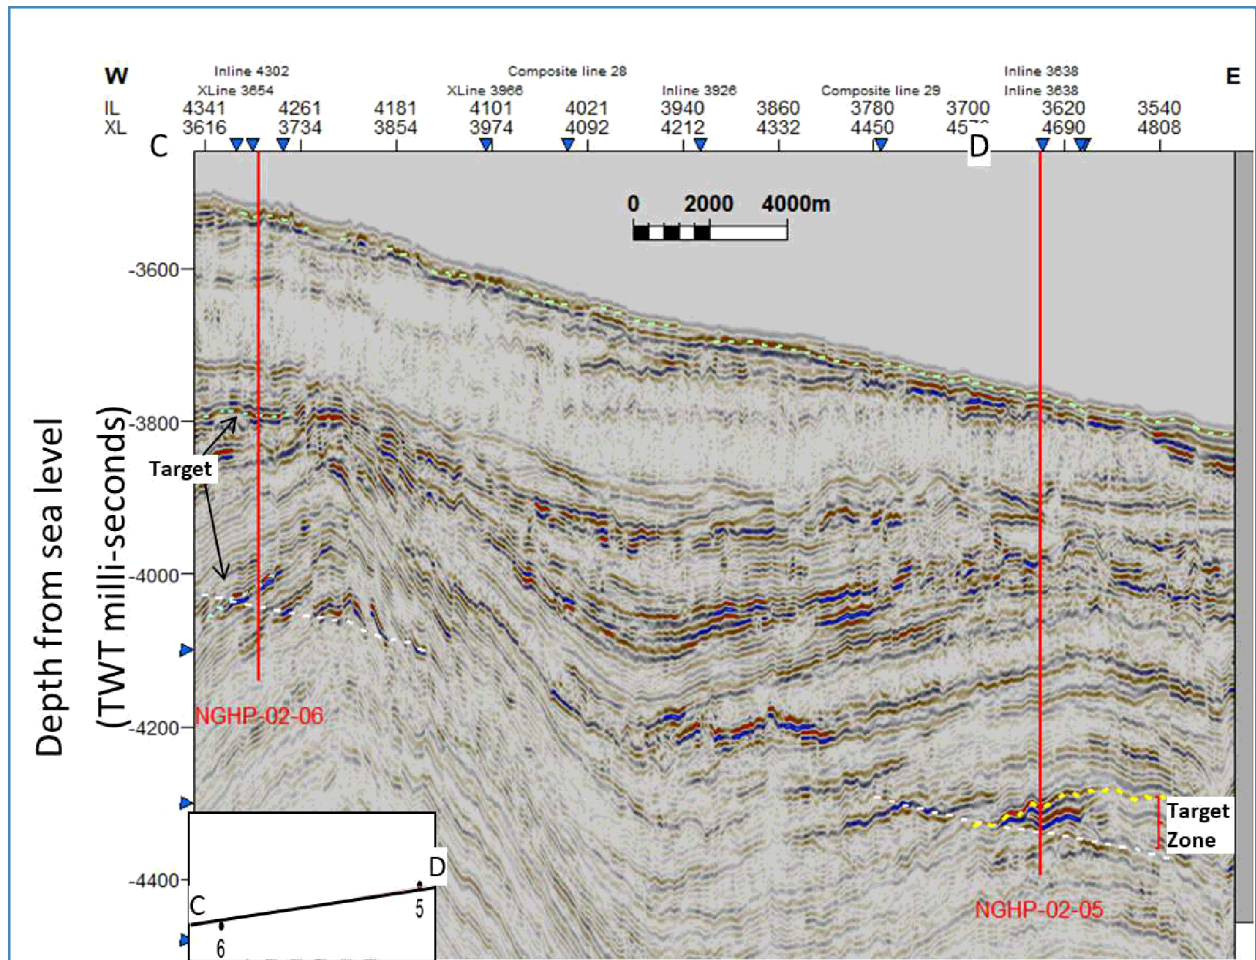 W
E
Inline 4302
Composite line 28
Inline 3638
XLine 3654
XLine 3966
Inline 3926
Composite line 29
Inline 3638
IL
4341 4261 4181 4101 4021 3940 3860 3780 3700 3620 3540
XL
3616 3734 3854 3974 4092 4212 4332 4450 4690 4808
C
D
0 2000 4000m
-3600
-3800
-4000
-4200
-4400
Depth from sea level
(TWT milli-seconds)
Target
NGHP-02-06
Target
Zone
NGHP-02-05
C
D
6
5